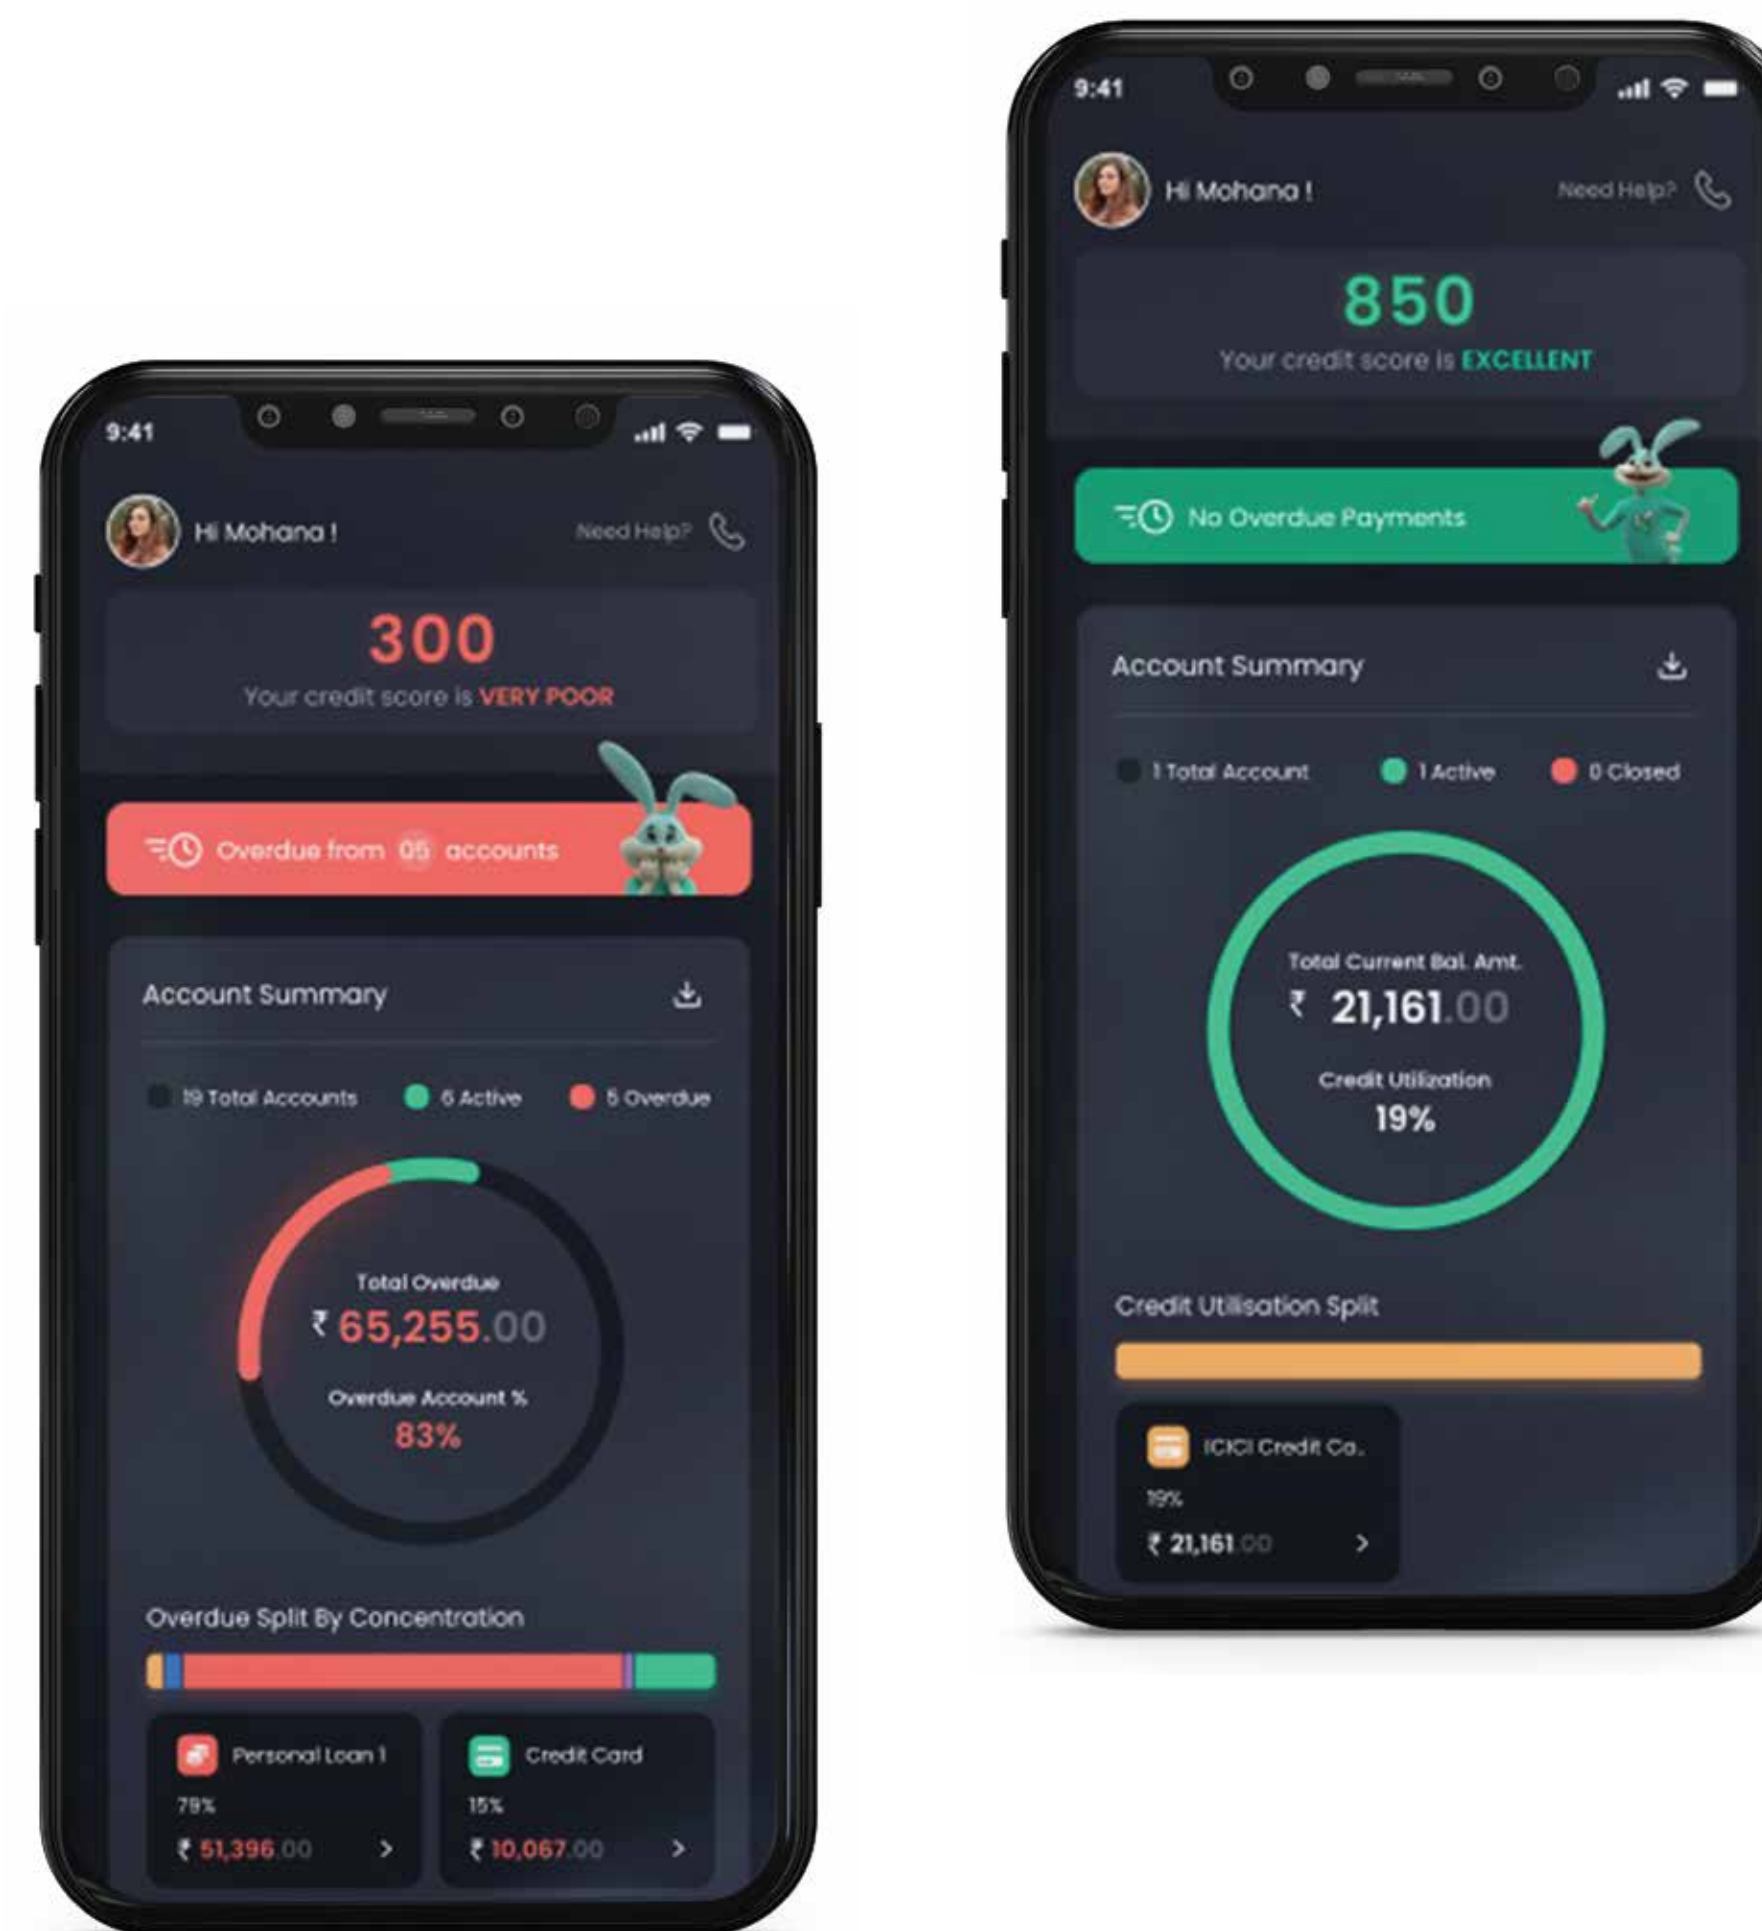 9:41
Hi Mohana !
Need Help?
300
Your credit score is VERY POOR
Overdue from 05 accounts
Account Summary
19 Total Accounts
6 Active
5 Overdue
Total Overdue
₹ 65,255.00
Overdue Account %
83%
Overdue Split By Concentration
Personal Loan 1
79%
₹ 51,396.00 >
Credit Card
15%
₹ 10,067.00 >
9:41
Hi Mohana !
Need Help?
850
Your credit score is EXCELLENT
No Overdue Payments
Account Summary
1 Total Account
1 Active
0 Closed
Total Current Bal. Amt.
₹ 21,161.00
Credit Utilization
19%
Credit Utilisation Split
ICICI Credit Ca..
19%
₹ 21,161.00 >